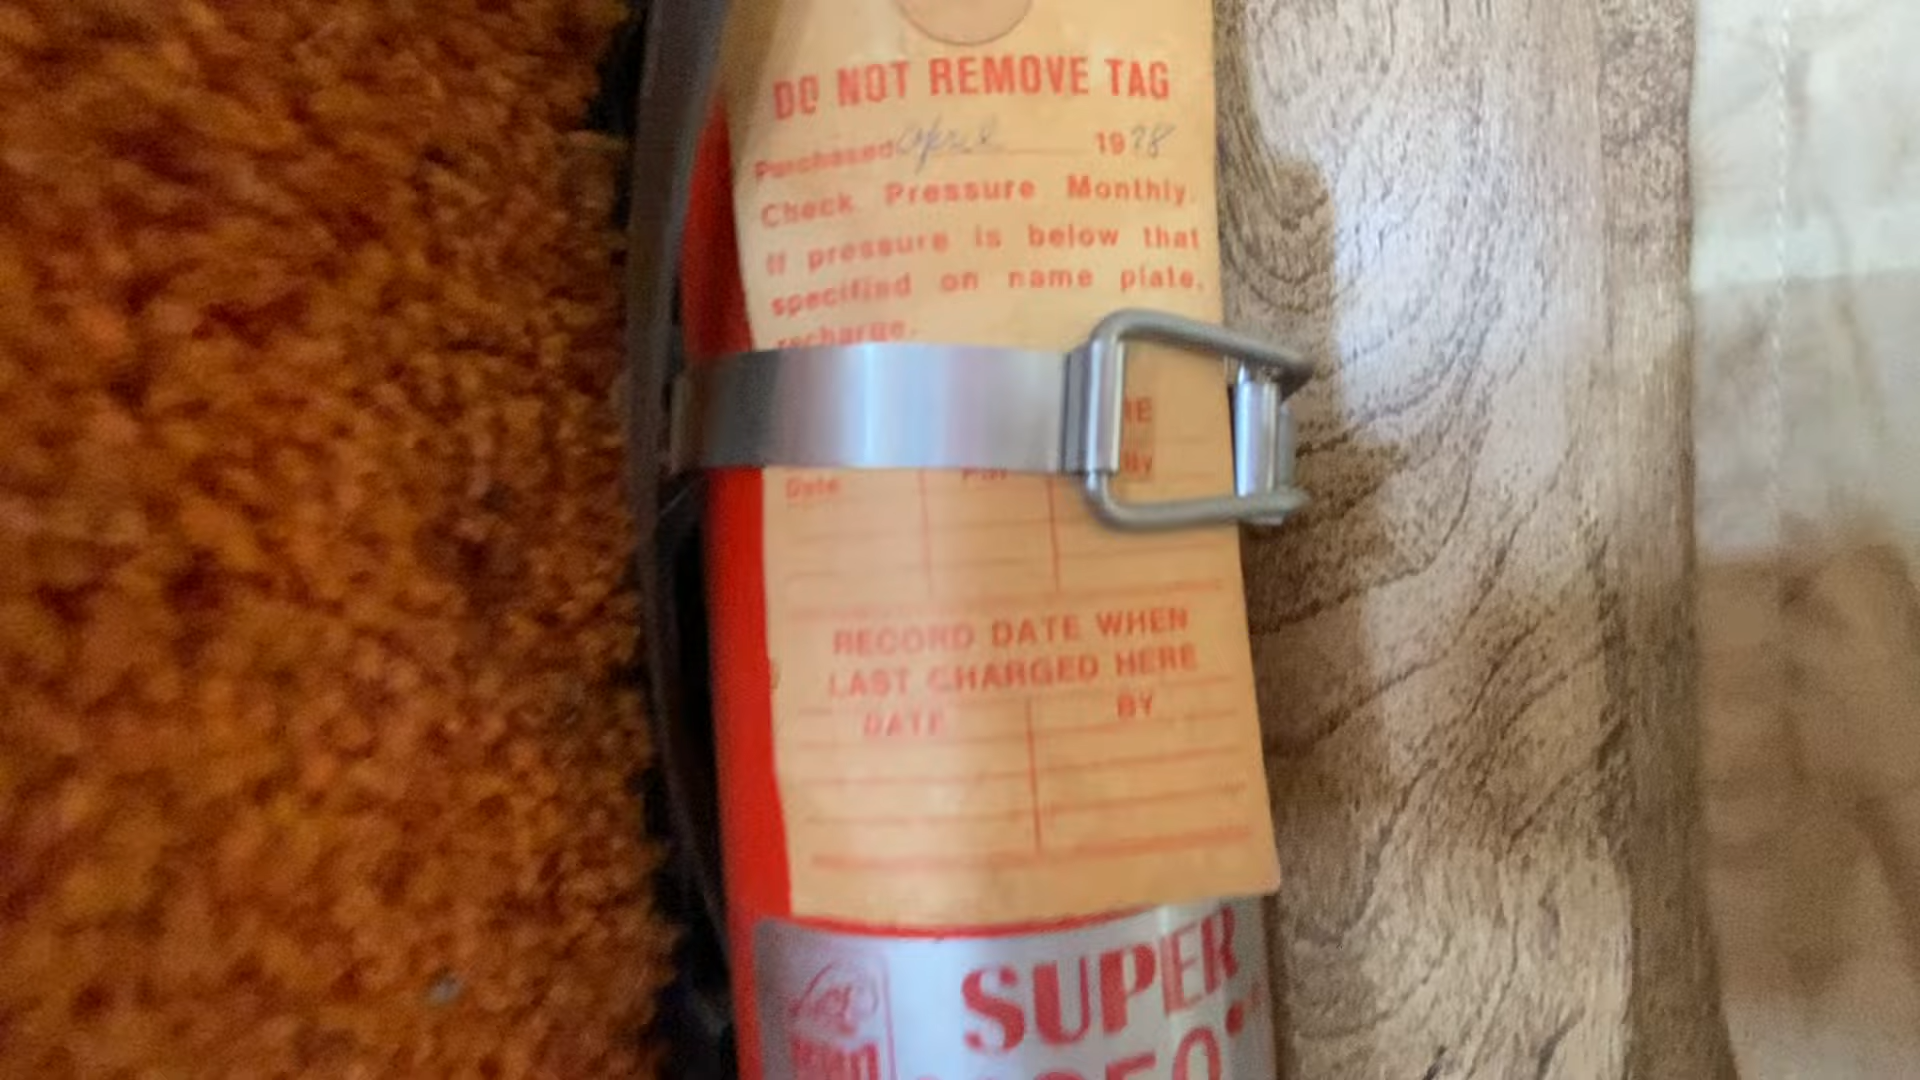 DO NOT REMOVE TAG
Purchased April 1978
Check Pressure Monthly.
If pressure is below that
specified on name plate,
recharge.
By
Date
RECORD DATE WHEN
LAST CHARGED HERE
DATE BY
SUPER